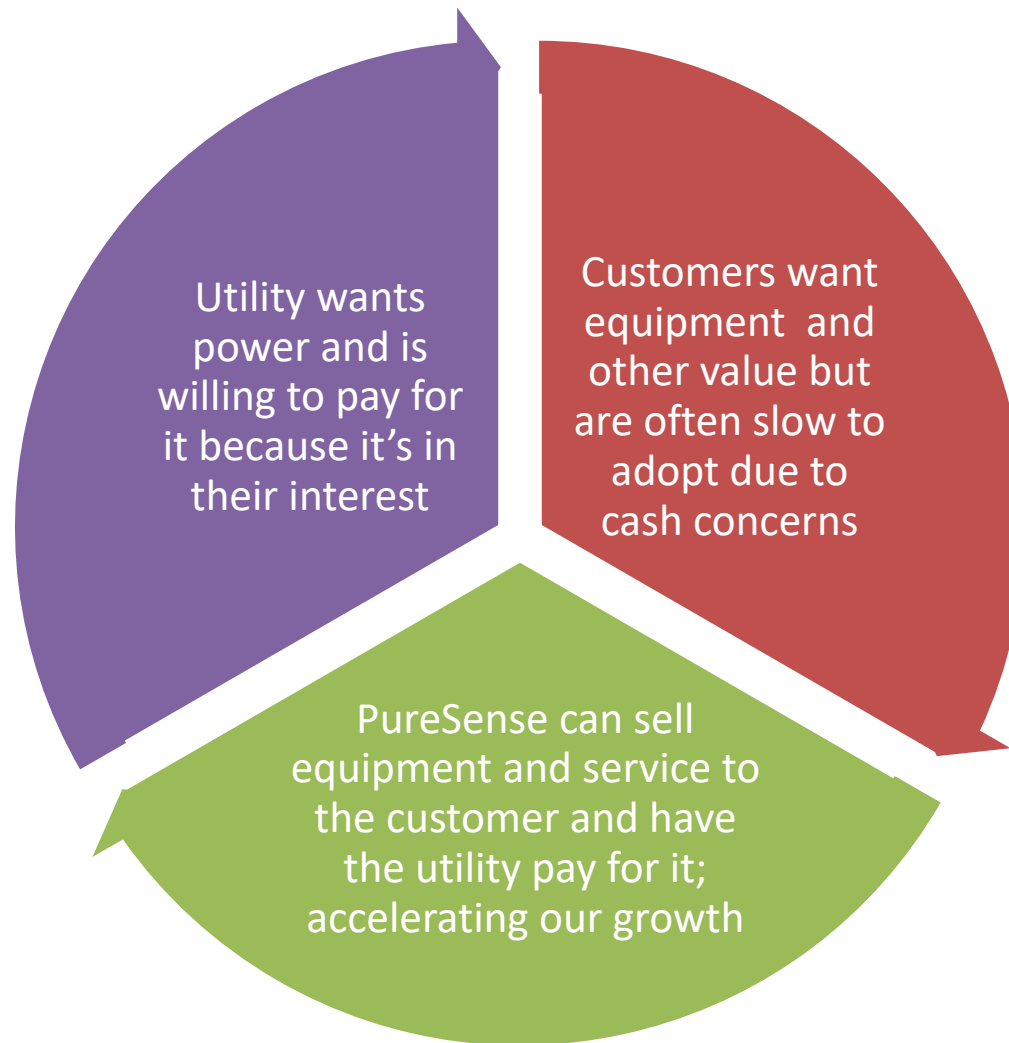 Utility wants
power and is
willing to pay for
it because it’s in
their interest
Customers want
equipment  and
other value but
are often slow to
adopt due to
cash concerns
PureSense can sell
equipment and service to
the customer and have
the utility pay for it;
accelerating our growth